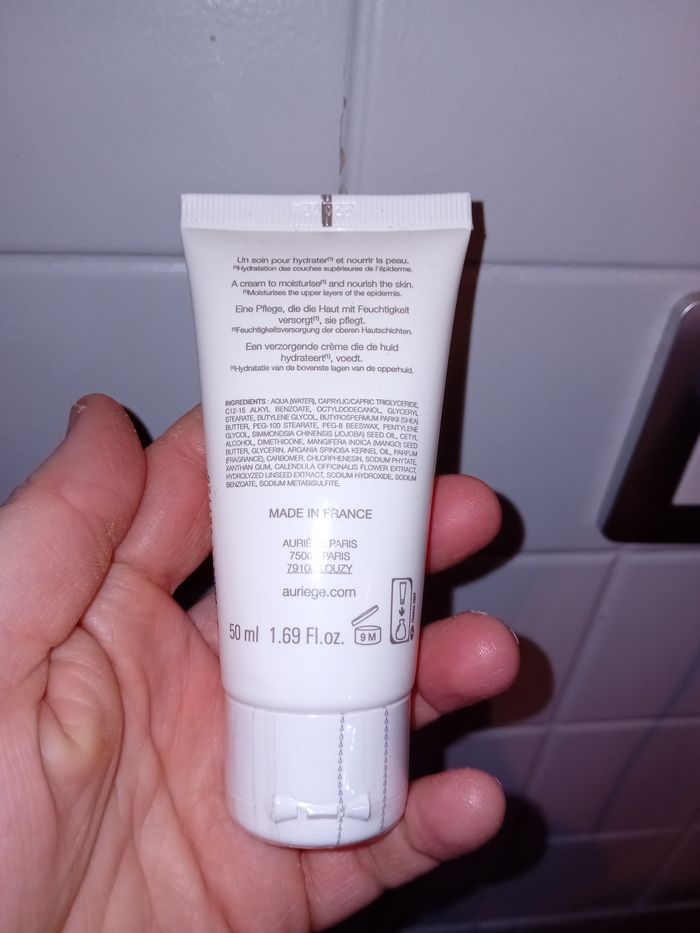 Un soin pour hydrater⁽¹⁾ et nourrir la peau.
⁽¹⁾Hydratation des couches supérieures de l'épiderme.
A cream to moisturise⁽¹⁾ and nourish the skin.
⁽¹⁾Moisturises the upper layers of the epidermis.
Eine Pflege, die die Haut mit Feuchtigkeit
versorgt⁽¹⁾, sie pflegt.
⁽¹⁾Feuchtigkeitsversorgung der oberen Hautschichten.
Een verzorgende crème die de huid
hydrateert⁽¹⁾, voedt.
⁽¹⁾Hydratatie van de bovenste lagen van de opperhuid.
INGREDIENTS : AQUA (WATER), CAPRYLIC/CAPRIC TRIGLYCERIDE,
C12-15 ALKYL BENZOATE, OCTYLDODECANOL, GLYCERYL
STEARATE, BUTYLENE GLYCOL, BUTYROSPERMUM PARKII (SHEA)
BUTTER, PEG-100 STEARATE, PEG-8 BEESWAX, PENTYLENE
GLYCOL, SIMMONDSIA CHINENSIS (JOJOBA) SEED OIL, CETYL
ALCOHOL, DIMETHICONE, MANGIFERA INDICA (MANGO) SEED
BUTTER, GLYCERIN, ARGANIA SPINOSA KERNEL OIL, PARFUM
(FRAGRANCE), CARBOMER, CHLORPHENESIN, SODIUM PHYTATE,
XANTHAN GUM, CALENDULA OFFICINALIS FLOWER EXTRACT,
HYDROLYZED LINSEED EXTRACT, SODIUM HYDROXIDE, SODIUM
BENZOATE, SODIUM METABISULFITE.
MADE IN FRANCE
PARIS
PARIS
auriege.com
50 ml 1.69 Fl.oz. 9 M